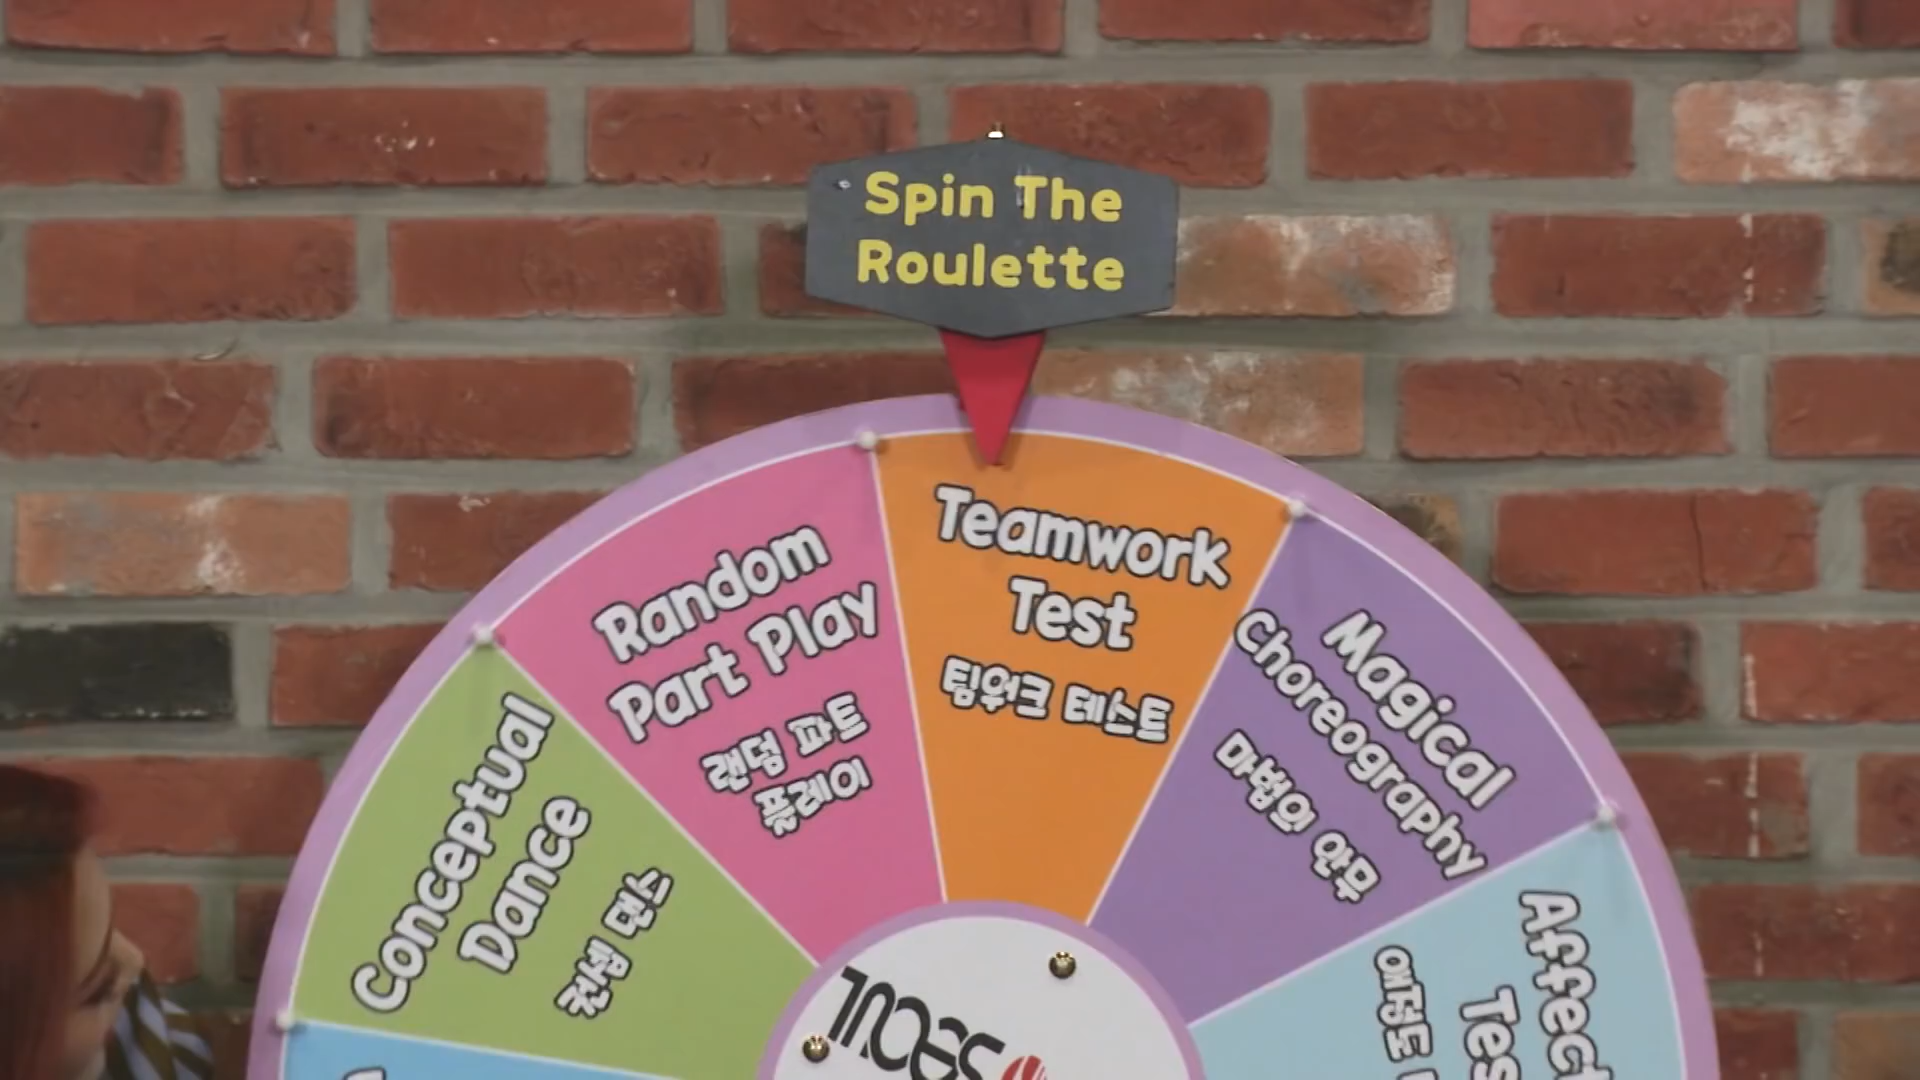 Spin The
Roulette
Conceptual
Dance
컨셉 댄스
Random
Part Play
랜덤 파트
플레이
Teamwork
Test
팀워크 테스트
Magical
Choreography
마법의 안무
SEOUL